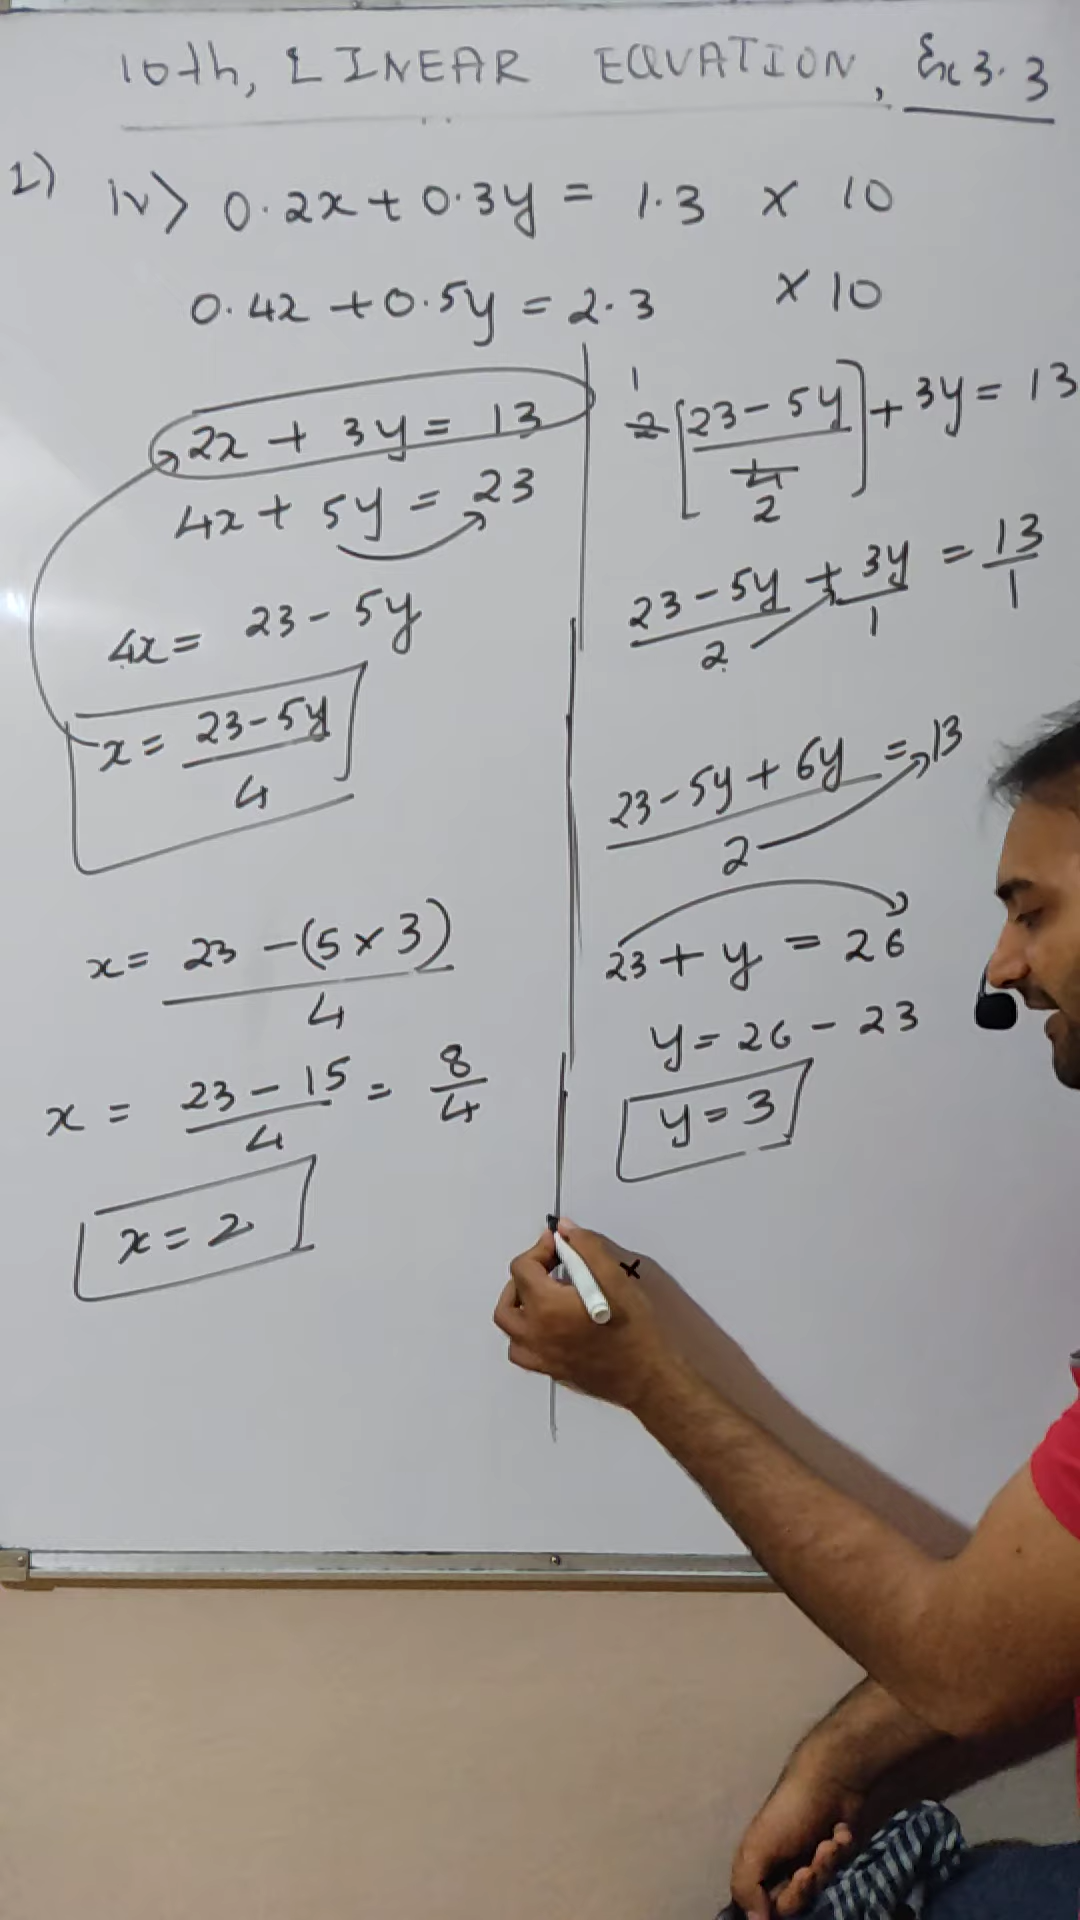 10th, LINEAR EQUATION, Ex 3.3
1) iv) 0.2x + 0.3y = 1.3 × 10
0.4x + 0.5y = 2.3 × 10
2x + 3y = 13
4x + 5y = 23
4x = 23 - 5y
x = 23-5y / 4
x = 23 - (5 × 3) / 4
x = 23 - 15 / 4 = 8 / 4
x = 2
1
2 [23 - 5y / 4] + 3y = 13
2
23 - 5y / 2 + 3y / 1 = 13 / 1
23 - 5y + 6y / 2 = 13
23 + y = 26
y = 26 - 23
y = 3